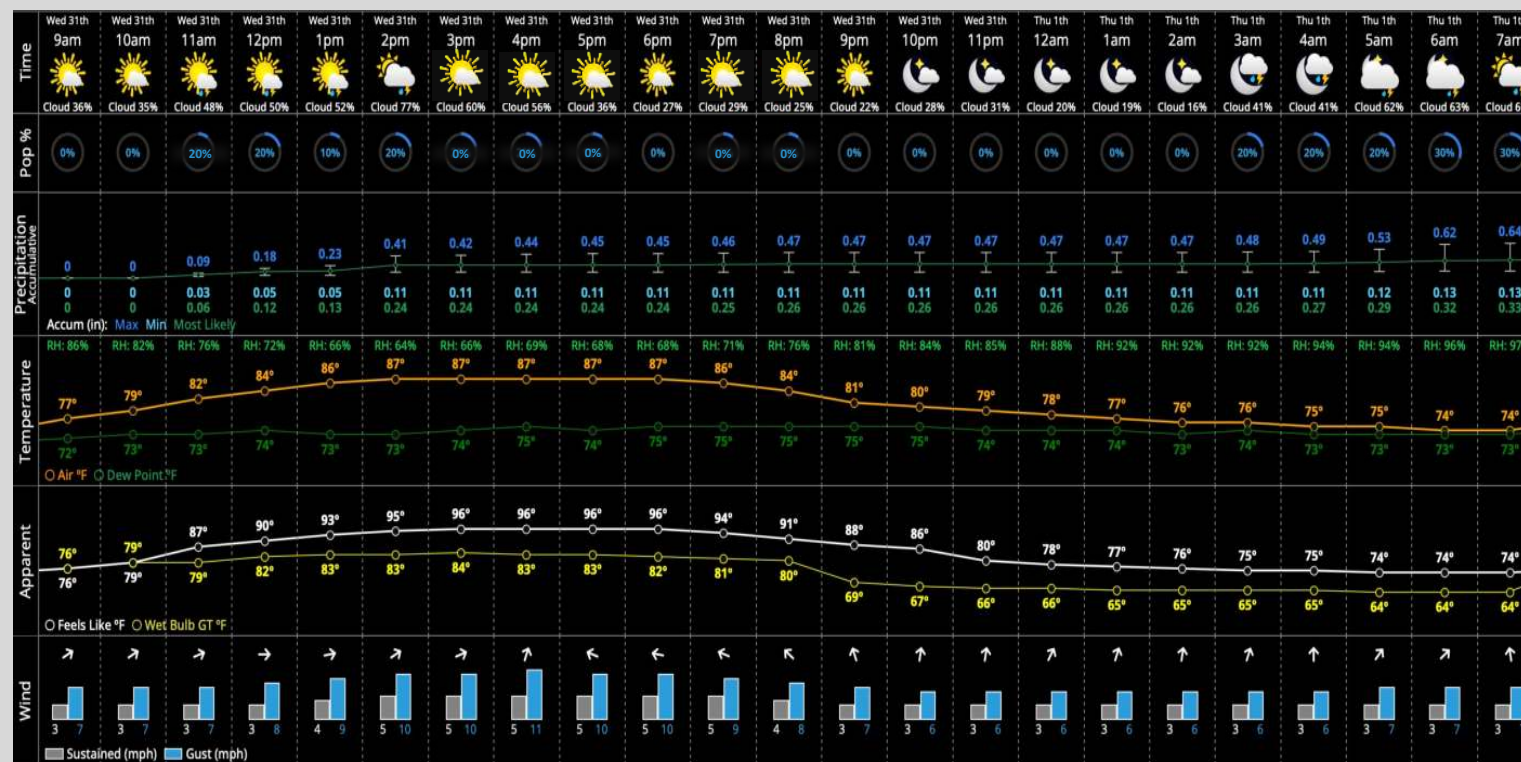 Wed 31th Wed 31th Wed 31th Wed 31th Wed 31th Wed 31th Wed 31th Wed 31th Wed 31th Wed 31th Wed 31th Wed 31th Wed 31th Wed 31th Wed 31th Thu 1th Thu 1th Thu 1th Thu 1th Thu 1th Thu 1th Thu 1th Thu 1t
9am 10am 11am 12pm 1pm 2pm 3pm 4pm 5pm 6pm 7pm 8pm 9pm 10pm 11pm 12am 1am 2am 3am 4am 5am 6am 7am
Time
Cloud 36% Cloud 35% Cloud 48% Cloud 50% Cloud 52% Cloud 77% Cloud 60% Cloud 56% Cloud 36% Cloud 27% Cloud 29% Cloud 25% Cloud 22% Cloud 28% Cloud 31% Cloud 20% Cloud 19% Cloud 16% Cloud 41% Cloud 41% Cloud 62% Cloud 63% Cloud 6
Pop %
0% 0% 20% 20% 10% 20% 0% 0% 0% 0% 0% 0% 0% 0% 0% 0% 0% 0% 20% 20% 20% 30% 30%
Precipitation
Accumulative
0 0 0.09 0.18 0.23 0.41 0.42 0.44 0.45 0.45 0.46 0.47 0.47 0.47 0.47 0.47 0.47 0.47 0.48 0.49 0.53 0.62 0.64
0 0 0.03 0.05 0.05 0.11 0.11 0.11 0.11 0.11 0.11 0.11 0.11 0.11 0.11 0.11 0.11 0.11 0.11 0.11 0.12 0.13 0.13
0 0 0.06 0.12 0.13 0.24 0.24 0.24 0.24 0.24 0.25 0.26 0.26 0.26 0.26 0.26 0.26 0.26 0.26 0.27 0.29 0.32 0.33
Accum (in): Max Min Most Likely
Temperature
RH: 86% RH: 82% RH: 76% RH: 72% RH: 66% RH: 64% RH: 66% RH: 69% RH: 68% RH: 68% RH: 71% RH: 76% RH: 81% RH: 84% RH: 85% RH: 88% RH: 92% RH: 92% RH: 92% RH: 94% RH: 94% RH: 96% RH: 97
77° 79° 82° 84° 86° 87° 87° 87° 87° 87° 86° 84° 81° 80° 79° 78° 77° 76° 76° 75° 75° 74° 74°
72° 73° 73° 74° 73° 73° 74° 75° 74° 75° 75° 75° 75° 75° 74° 74° 74° 73° 74° 73° 73° 73° 73°
Air °F Dew Point °F
Apparent
76° 79° 87° 90° 93° 95° 96° 96° 96° 96° 94° 91° 88° 86° 80° 78° 77° 76° 75° 75° 74° 74° 74°
76° 79° 79° 82° 83° 83° 84° 83° 83° 82° 81° 80° 69° 67° 66° 66° 65° 65° 65° 65° 64° 64° 64°
Feels Like °F Wet Bulb GT °F
Wind
3 7 3 7 3 7 3 8 4 9 5 10 5 10 5 11 5 10 5 10 5 9 4 8 3 7 3 6 3 6 3 6 3 6 3 6 3 6 3 6 3 7 3 7 3
Sustained (mph) Gust (mph)